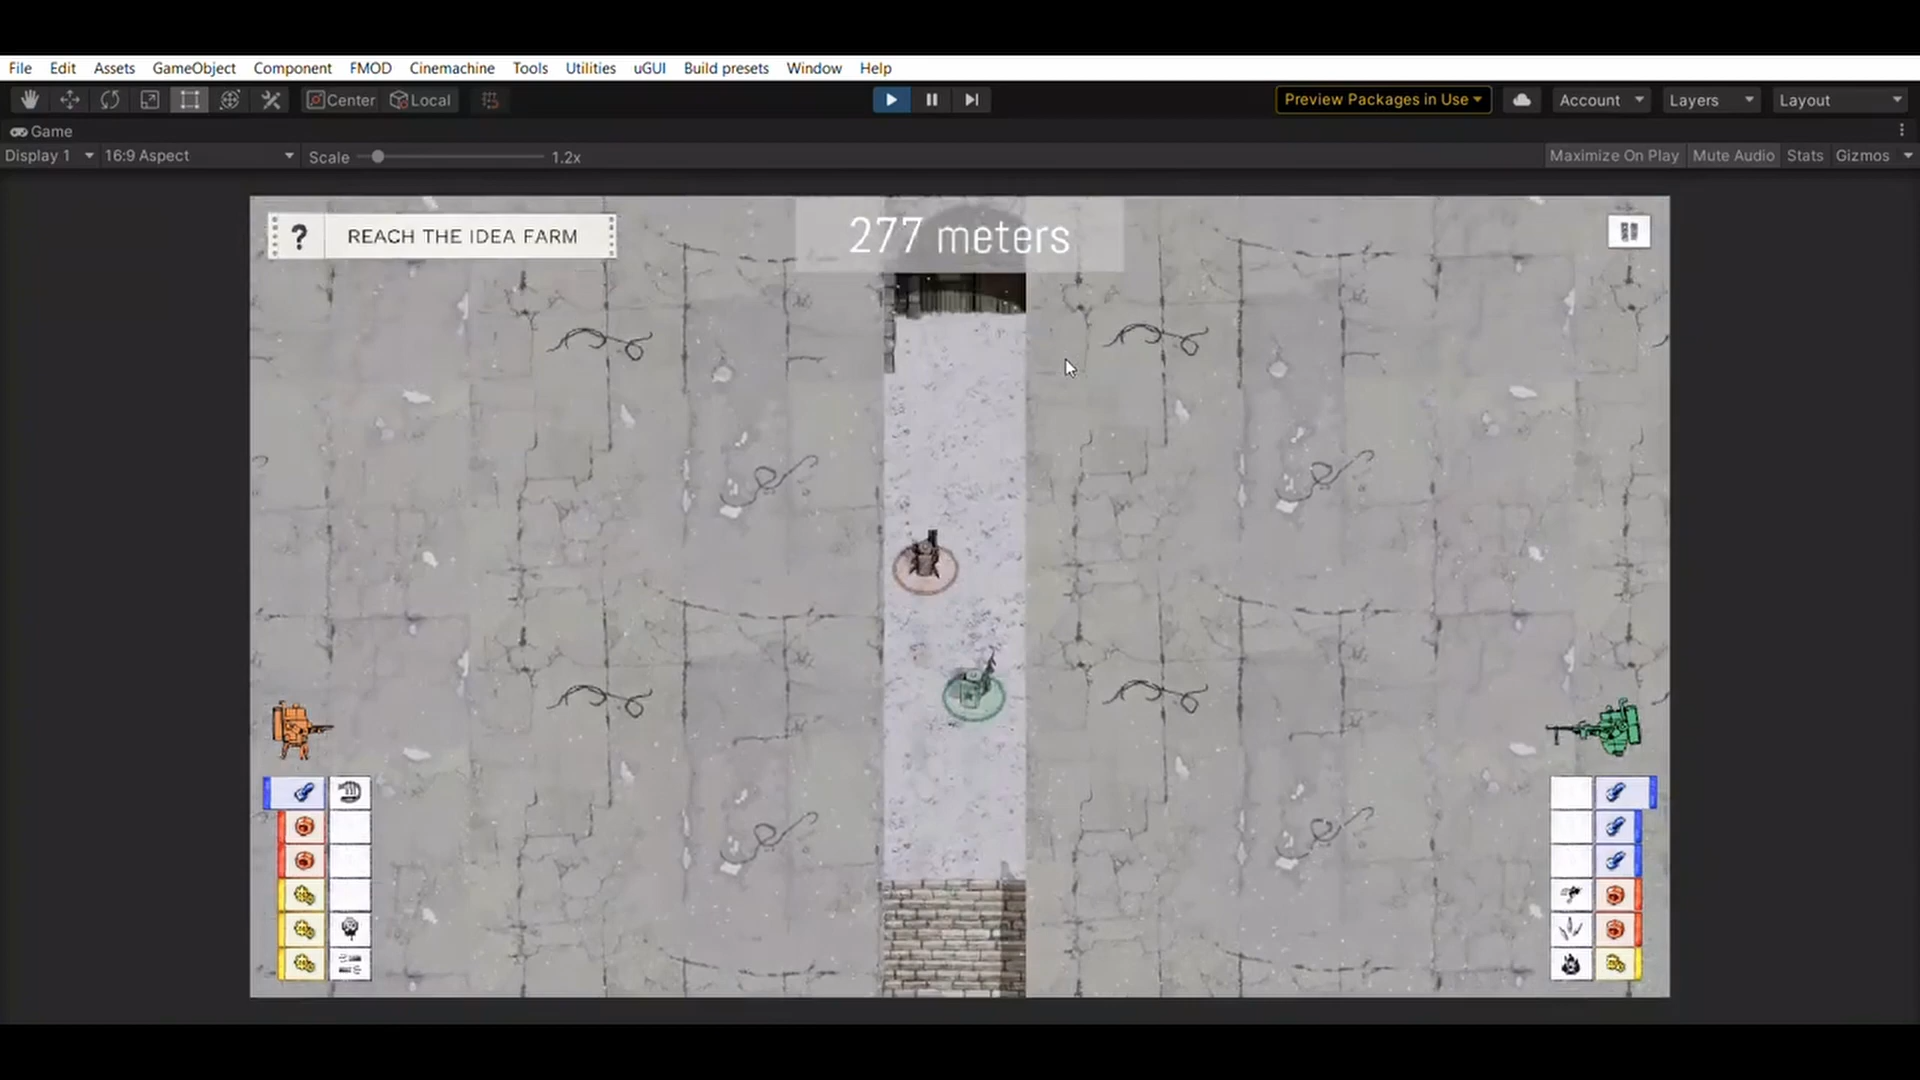 File Edit Assets GameObject Component FMOD Cinemachine Tools Utilities uGUI Build presets Window Help
Center Local Preview Packages in Use Account Layers Layout
Game
Display 1 16:9 Aspect Scale 1.2x Maximize On Play Mute Audio Stats Gizmos
? REACH THE IDEA FARM 277 meters